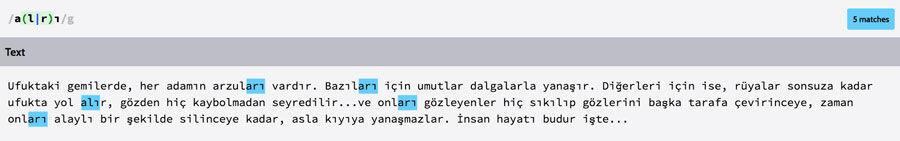 /a(l|r)ı/g
5 matches
Text
Ufuktaki gemilerde, her adamın arzuları vardır. Bazıları için umutlar dalgalarla yanaşır. Diğerleri için ise, rüyalar sonsuza kadar
ufukta yol alır, gözden hiç kaybolmadan seyredilir...ve onları gözleyenler hiç sıkılıp gözlerini başka tarafa çevirinceye, zaman
onları alaylı bir şekilde silinceye kadar, asla kıyıya yanaşmazlar. İnsan hayatı budur işte...